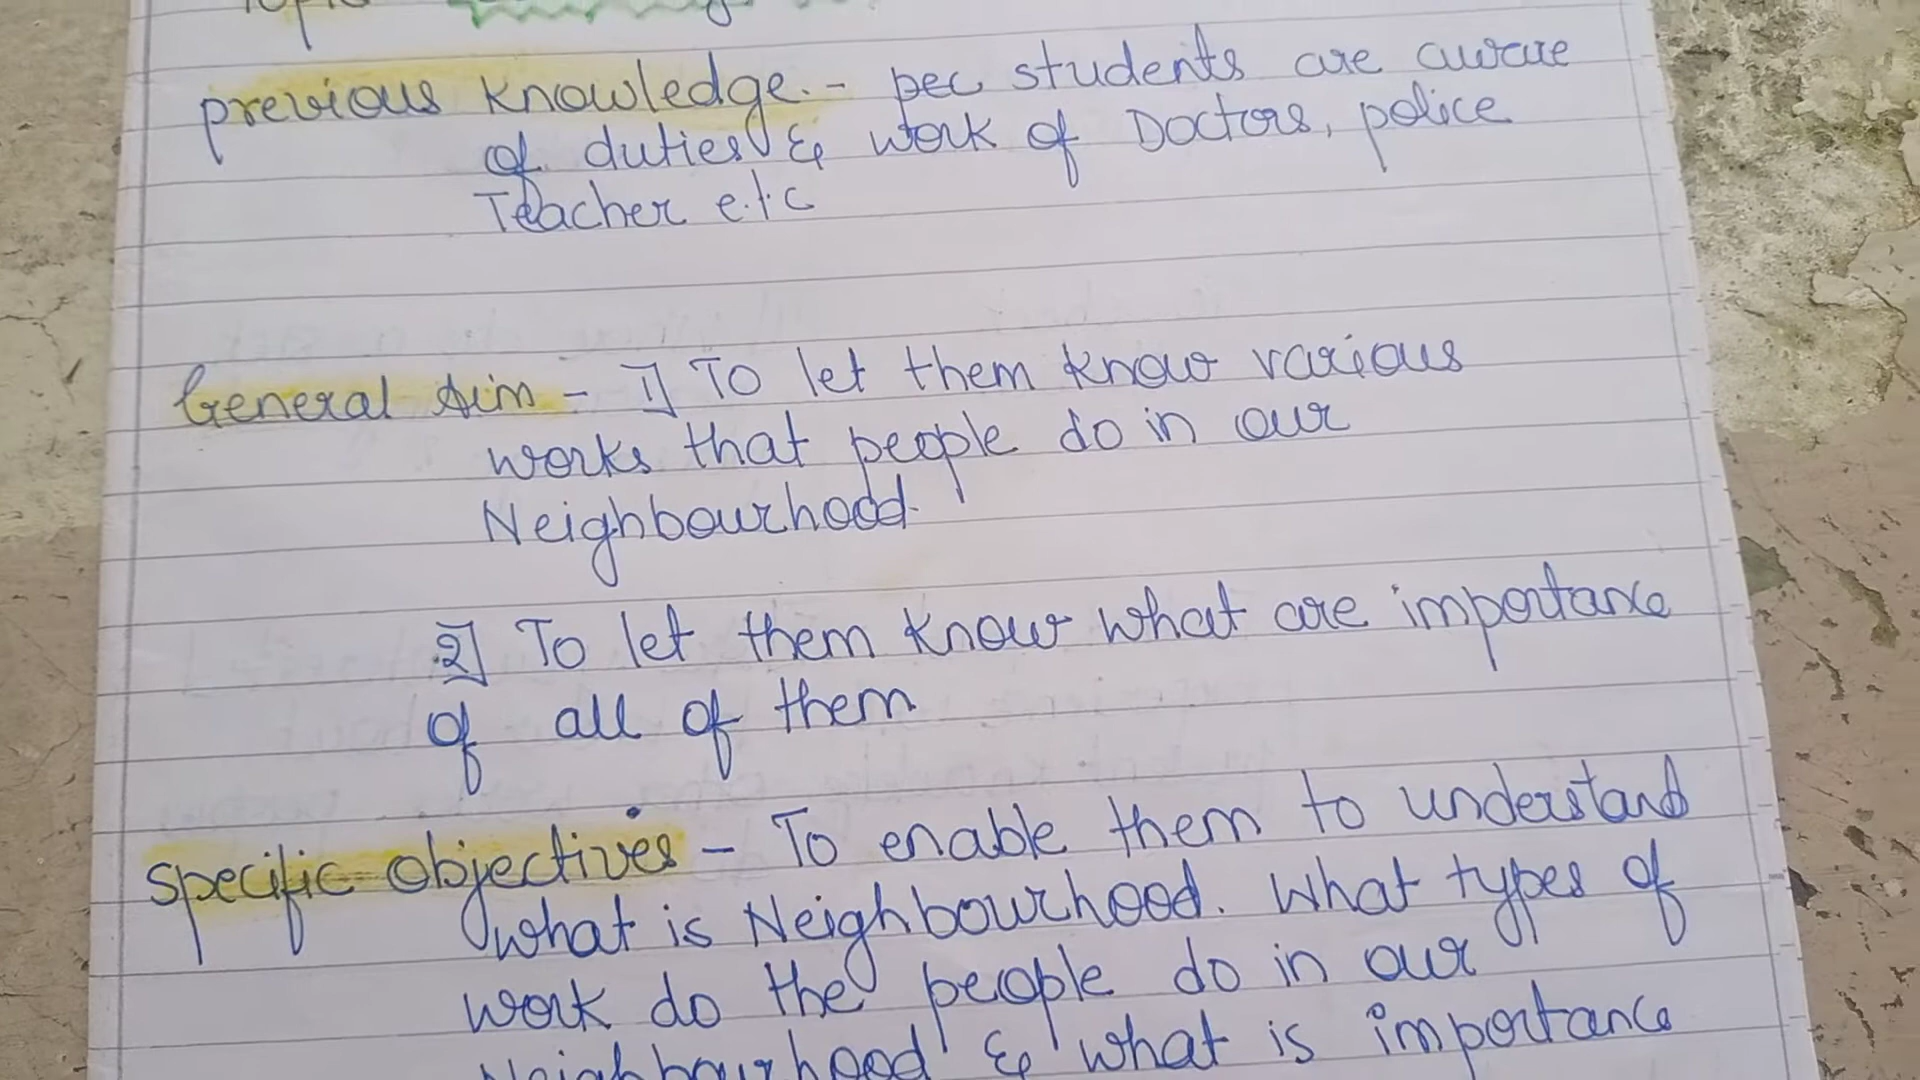 Topic
previous knowledge.- pec students are aware
of duties & work of Doctors, police
Teacher e.t.c
General Aim - 1] To let them know various
works that people do in our
Neighbourhood.
2] To let them know what are importance
of all of them
specific objectives - To enable them to understand
what is Neighbourhood. What types of
work do the people do in our
Neighbourhood & what is importance